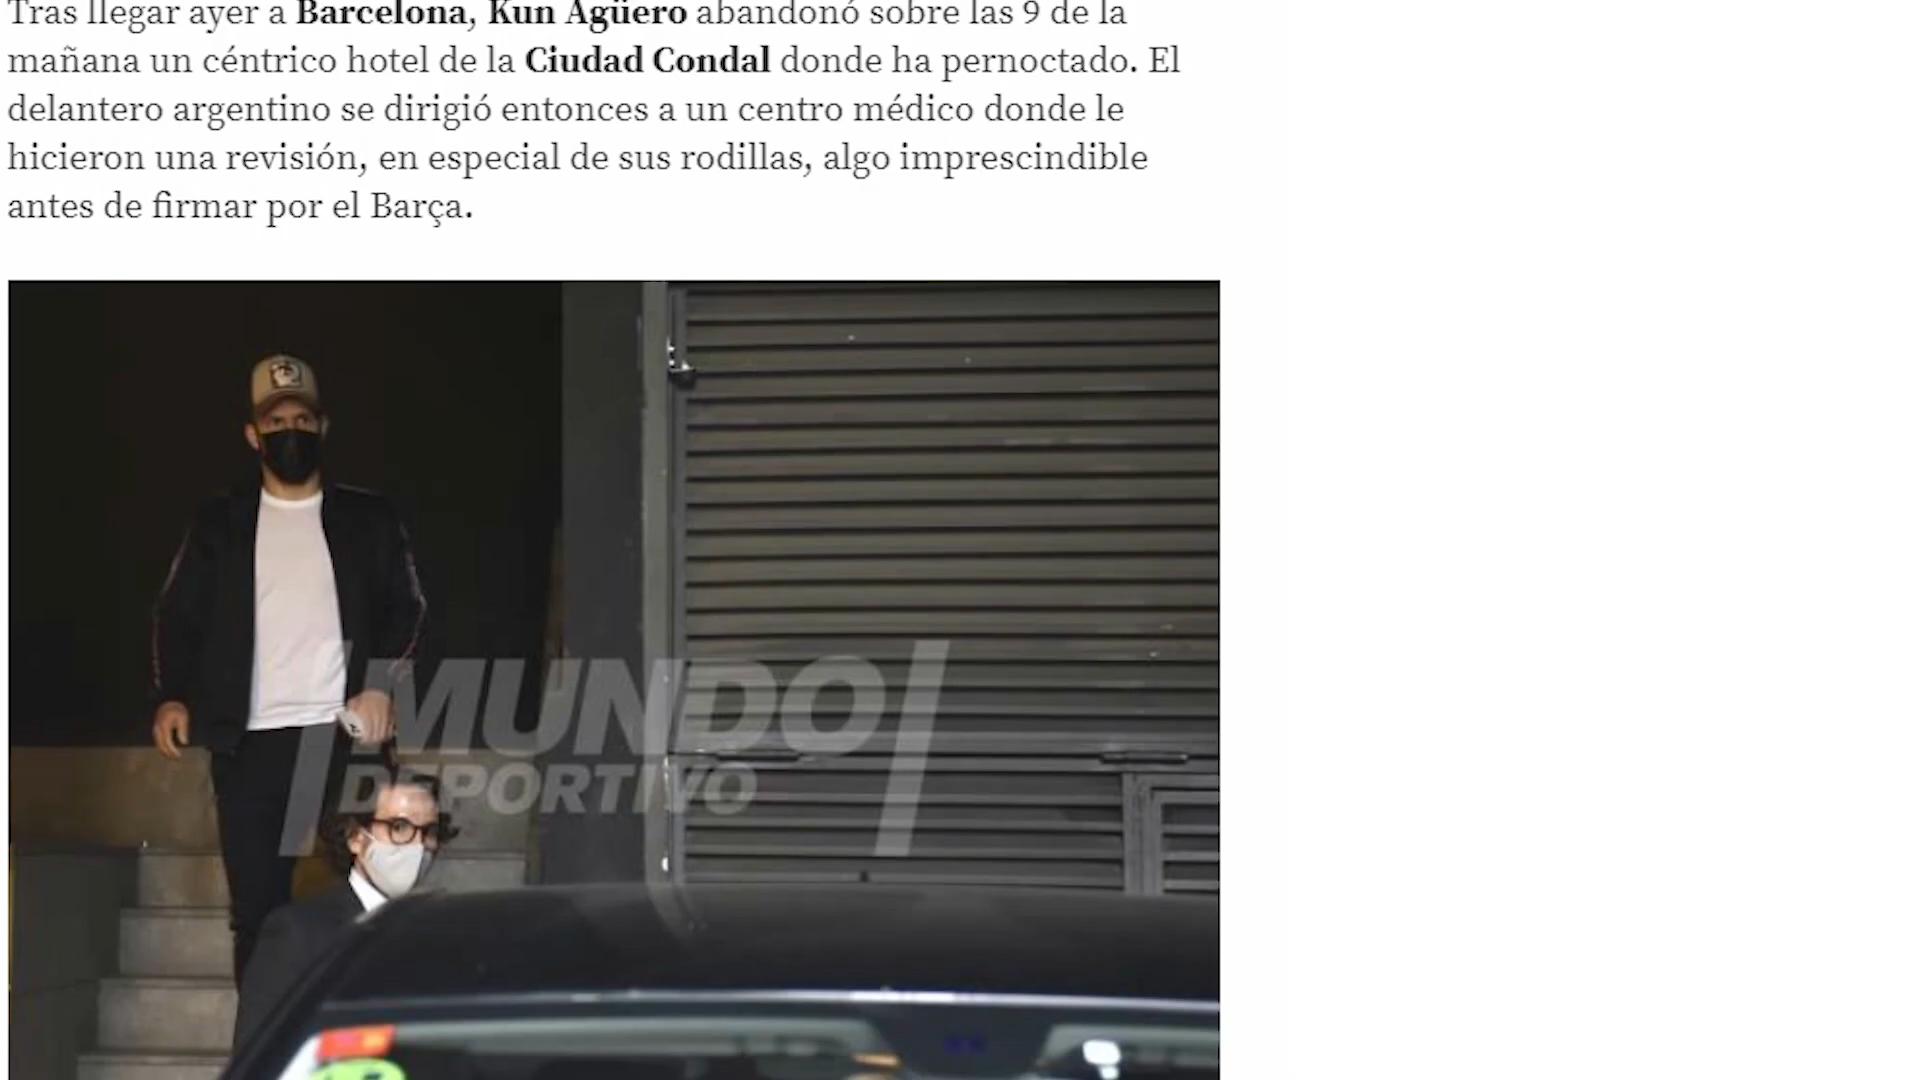 Tras llegar ayer a Barcelona, Kun Agüero abandonó sobre las 9 de la
mañana un céntrico hotel de la Ciudad Condal donde ha pernoctado. El
delantero argentino se dirigió entonces a un centro médico donde le
hicieron una revisión, en especial de sus rodillas, algo imprescindible
antes de firmar por el Barça.
MUNDO
DEPORTIVO